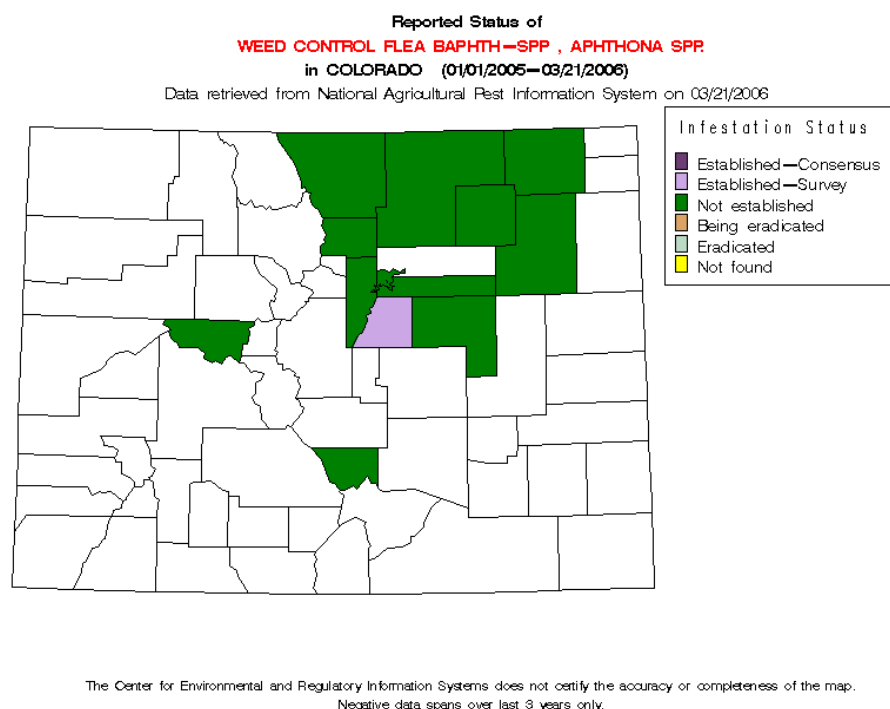 Reported Status of
WEED CONTROL FLEA BAPHTH-SPP , APHTHONA SPP.
in COLORADO (01/01/2005-03/21/2006)
Data retrieved from National Agricultural Pest Information System on 03/21/2006
Infestation Status
Established-Consensus
Established-Survey
Not established
Being eradicated
Eradicated
Not found
The Center for Environmental and Regulatory Information Systems does not certify the accuracy or completeness of the map.
Negative data spans over last 3 years only.